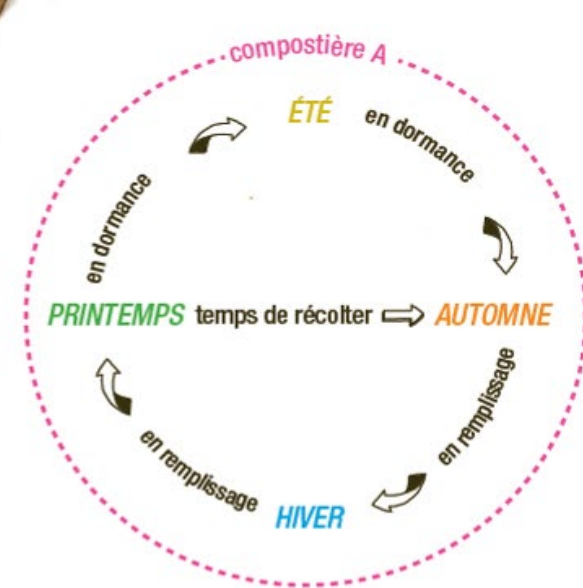 compostière A
ÉTÉ
en dormance
en dormance
PRINTEMPS temps de récolter AUTOMNE
en remplissage
en remplissage
HIVER